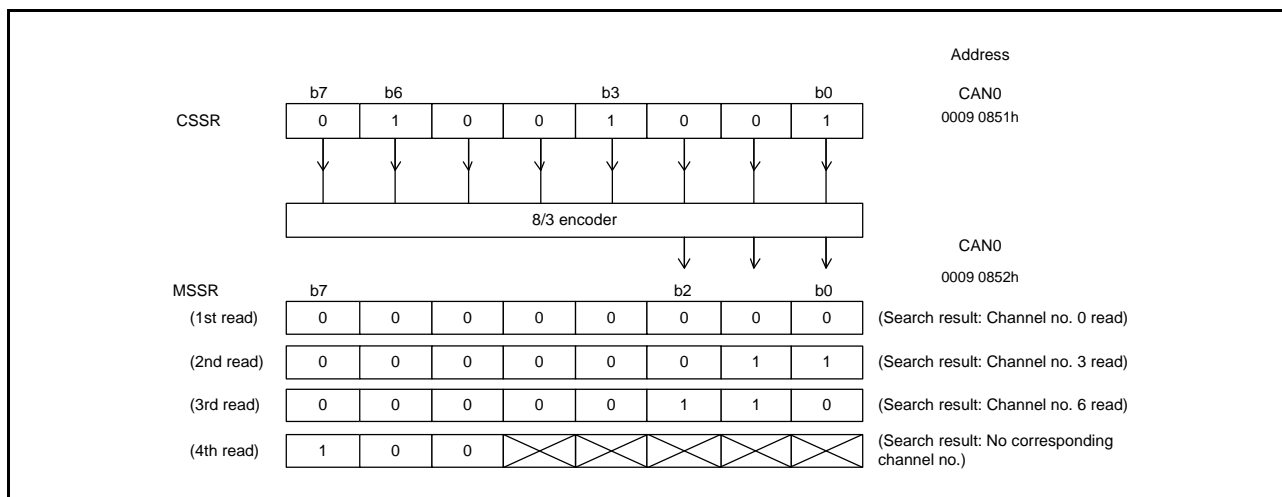 Address
b7 b6 b3 b0 CAN0
CSSR 0 1 0 0 1 0 0 1 0009 0851h
8/3 encoder
CAN0
0009 0852h
MSSR b7 b2 b0
(1st read) 0 0 0 0 0 0 0 0 (Search result: Channel no. 0 read)
(2nd read) 0 0 0 0 0 0 1 1 (Search result: Channel no. 3 read)
(3rd read) 0 0 0 0 0 1 1 0 (Search result: Channel no. 6 read)
(4th read) 1 0 0 (Search result: No corresponding
channel no.)